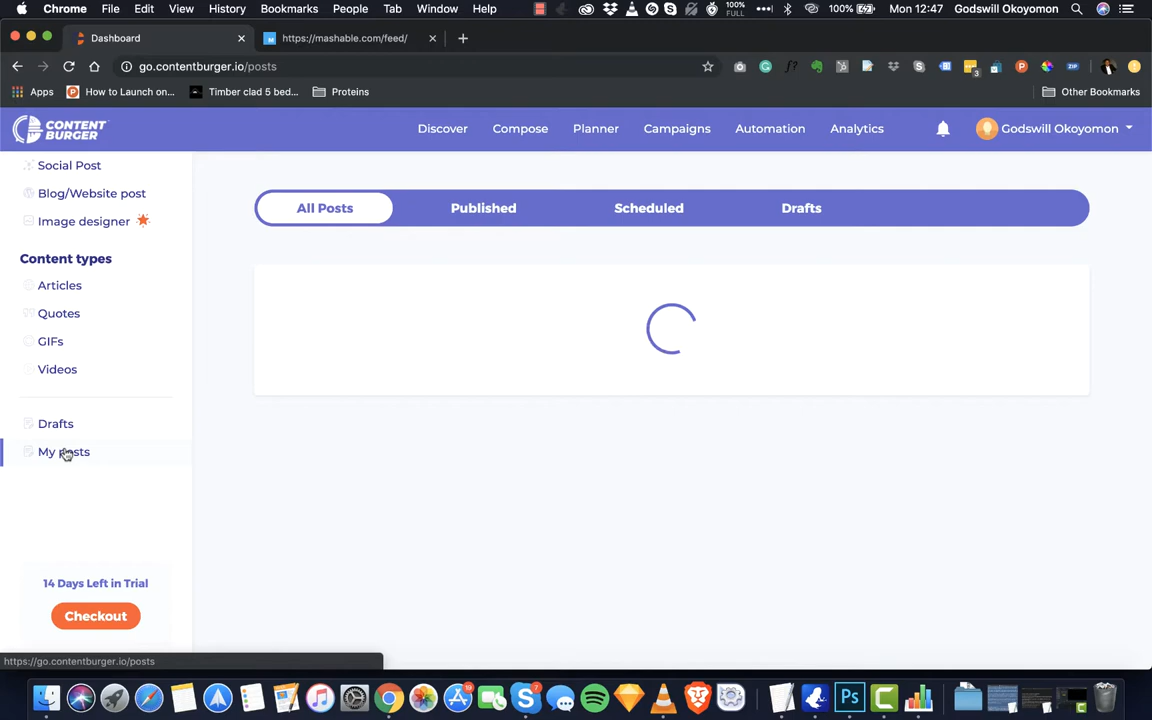 Chrome File Edit View History Bookmarks People Tab Window Help 100% FULL 100% Mon 12:47 Godswill Okoyomon
Dashboard https://mashable.com/feed/
go.contentburger.io/posts
Apps How to Launch on... Timber clad 5 bed... Proteins Other Bookmarks
CONTENT BURGER Discover Compose Planner Campaigns Automation Analytics Godswill Okoyomon
Social Post
Blog/Website post
Image designer
Content types
Articles
Quotes
GIFs
Videos
Drafts
My posts
All Posts Published Scheduled Drafts
14 Days Left in Trial
Checkout
https://go.contentburger.io/posts